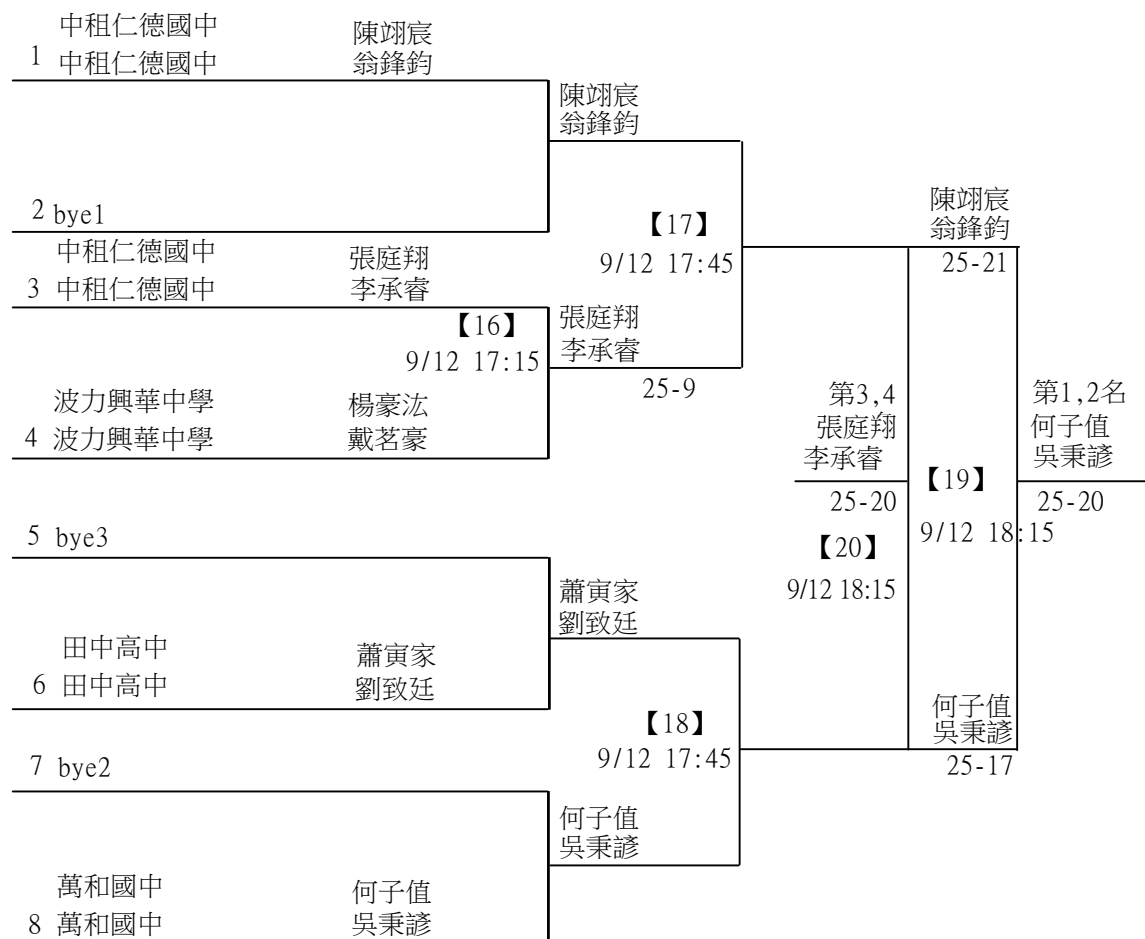 中租仁德國中
1 中租仁德國中
陳翊宸
翁鋒鈞
陳翊宸
翁鋒鈞
2 bye1
中租仁德國中
3 中租仁德國中
張庭翔
李承睿
【17】
9/12 17:45
陳翊宸
翁鋒鈞
25-21
【16】
9/12 17:15
張庭翔
李承睿
25-9
波力興華中學
4 波力興華中學
楊豪汯
戴茗豪
第3,4
張庭翔
李承睿
25-20
【20】
9/12 18:15
【19】
9/12 18:15
第1,2名
何子值
吳秉諺
25-20
5 bye3
蕭寅家
劉致廷
田中高中
6 田中高中
蕭寅家
劉致廷
【18】
9/12 17:45
何子值
吳秉諺
25-17
7 bye2
何子值
吳秉諺
萬和國中
8 萬和國中
何子值
吳秉諺